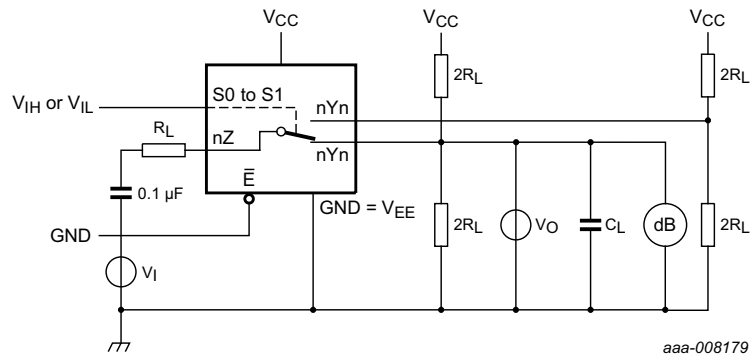 VCC VCC VCC
2RL 2RL
S0 to S1
VIH or VIL
nYn
RL
nZ
nYn
E̅
0.1 µF
GND = VEE
GND
2RL VO CL dB 2RL
VI
aaa-008179